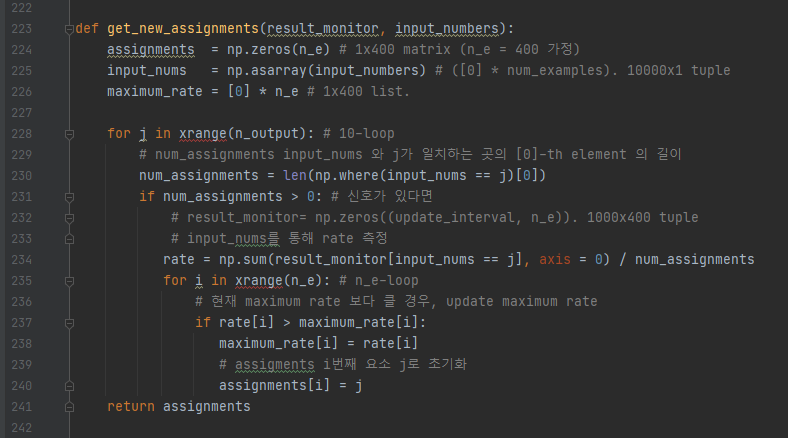 222
223 def get_new_assignments(result_monitor, input_numbers):
224 assignments = np.zeros(n_e) # 1x400 matrix (n_e = 400 가정)
225 input_nums = np.asarray(input_numbers) # ([0] * num_examples). 10000x1 tuple
226 maximum_rate = [0] * n_e # 1x400 list.
227
228 for j in xrange(n_output): # 10-loop
229 # num_assignments input_nums 와 j가 일치하는 곳의 [0]-th element 의 길이
230 num_assignments = len(np.where(input_nums == j)[0])
231 if num_assignments > 0: # 신호가 있다면
232 # result_monitor= np.zeros((update_interval, n_e)). 1000x400 tuple
233 # input_nums를 통해 rate 측정
234 rate = np.sum(result_monitor[input_nums == j], axis = 0) / num_assignments
235 for i in xrange(n_e): # n_e-loop
236 # 현재 maximum rate 보다 클 경우, update maximum rate
237 if rate[i] > maximum_rate[i]:
238 maximum_rate[i] = rate[i]
239 # assigments i번째 요소 j로 초기화
240 assignments[i] = j
241 return assignments
242